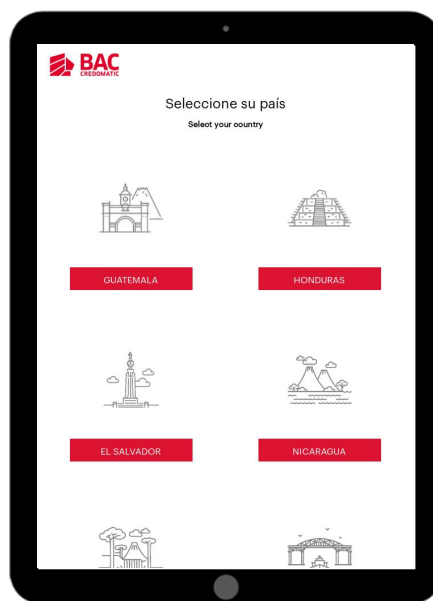 BAC
CREDOMATIC
Seleccione su país
Select your country
GUATEMALA
HONDURAS
EL SALVADOR
NICARAGUA